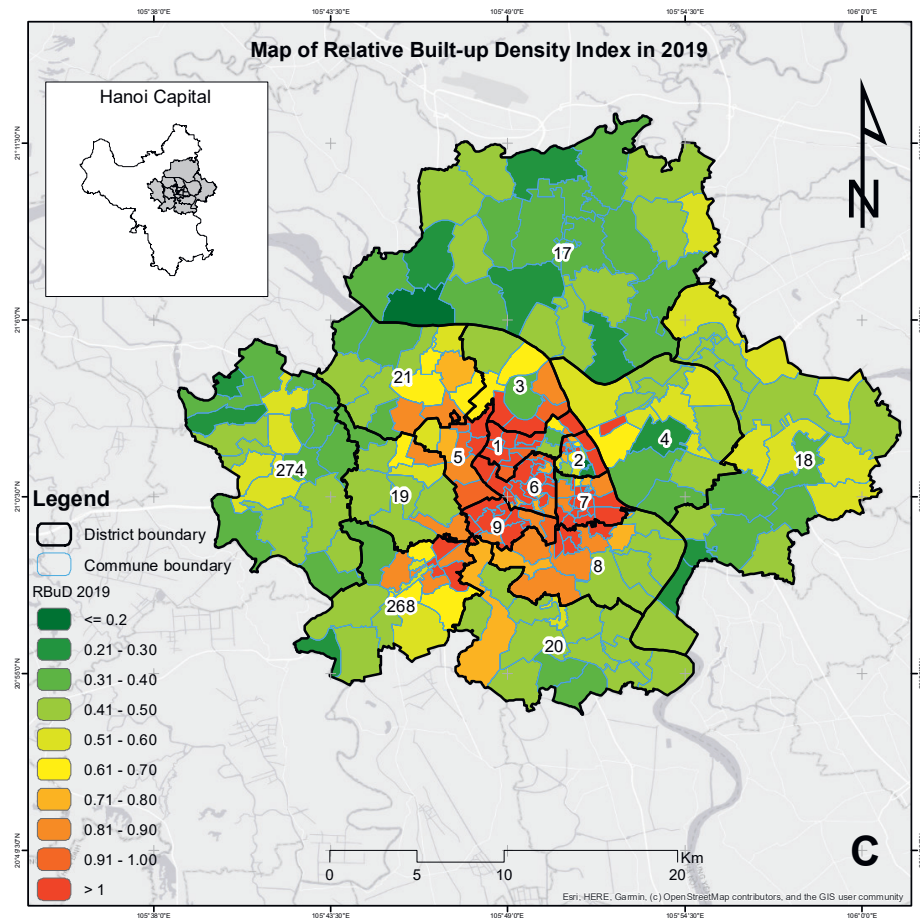 105°38'0"E 105°43'30"E 105°49'0"E 105°54'30"E 106°0'0"E
Map of Relative Built-up Density Index in 2019
Hanoi Capital
N
21°11'30"N
21°6'0"N
21°0'30"N
20°55'0"N
20°49'30"N
17
21
3
1
5
2
4
18
274
19
6
7
9
8
268
20
Legend
District boundary
Commune boundary
RBuD 2019
<= 0.2
0.21 - 0.30
0.31 - 0.40
0.41 - 0.50
0.51 - 0.60
0.61 - 0.70
0.71 - 0.80
0.81 - 0.90
0.91 - 1.00
> 1
C
Km
0 5 10 20
Esri, HERE, Garmin, (c) OpenStreetMap contributors, and the GIS user community
105°38'0"E 105°43'30"E 105°49'0"E 105°54'30"E 106°0'0"E